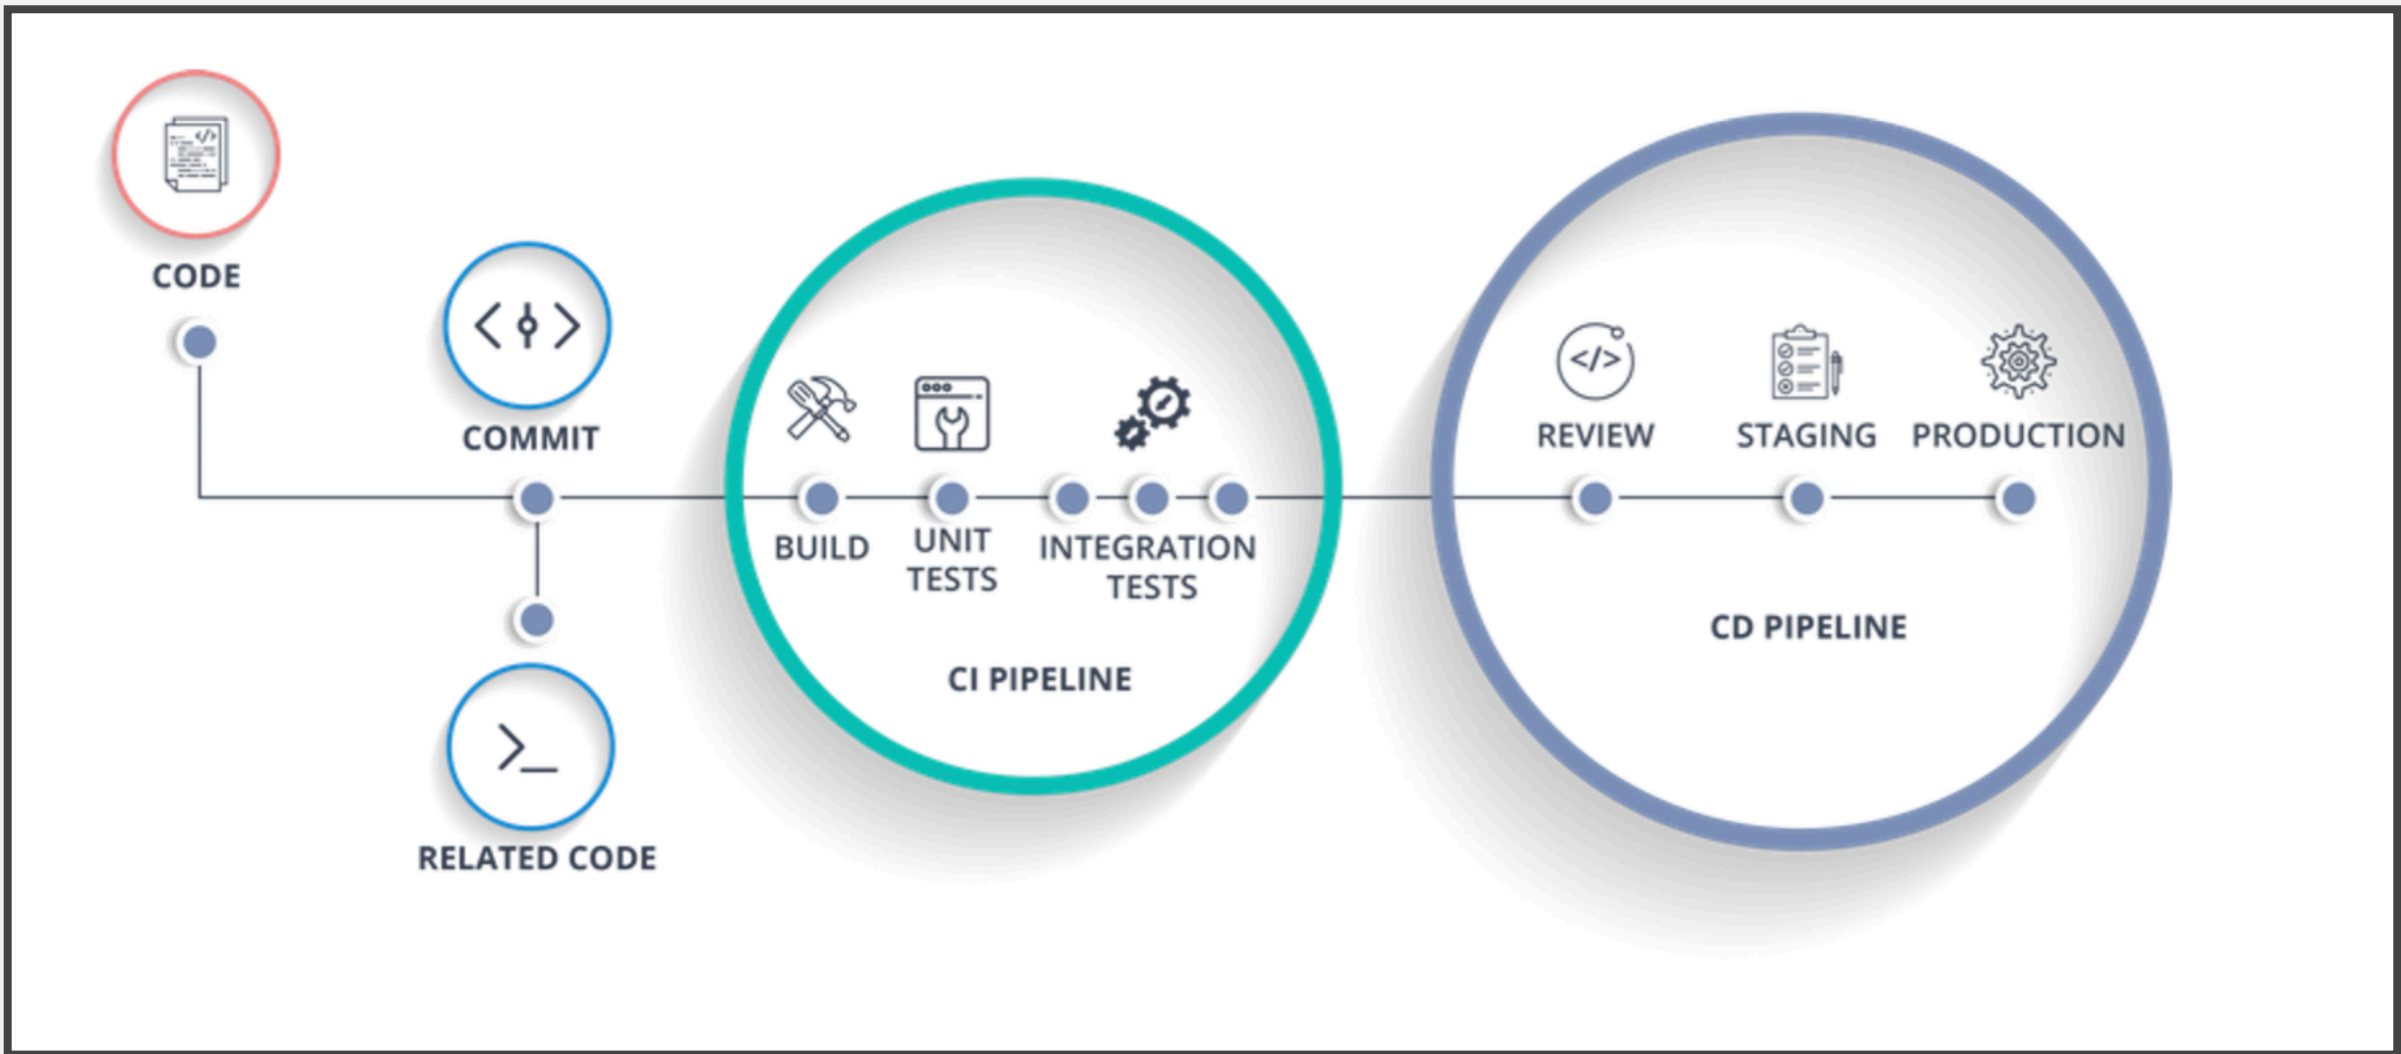 CODE
COMMIT
RELATED CODE
BUILD
UNIT
TESTS
INTEGRATION
TESTS
CI PIPELINE
REVIEW
STAGING
PRODUCTION
CD PIPELINE